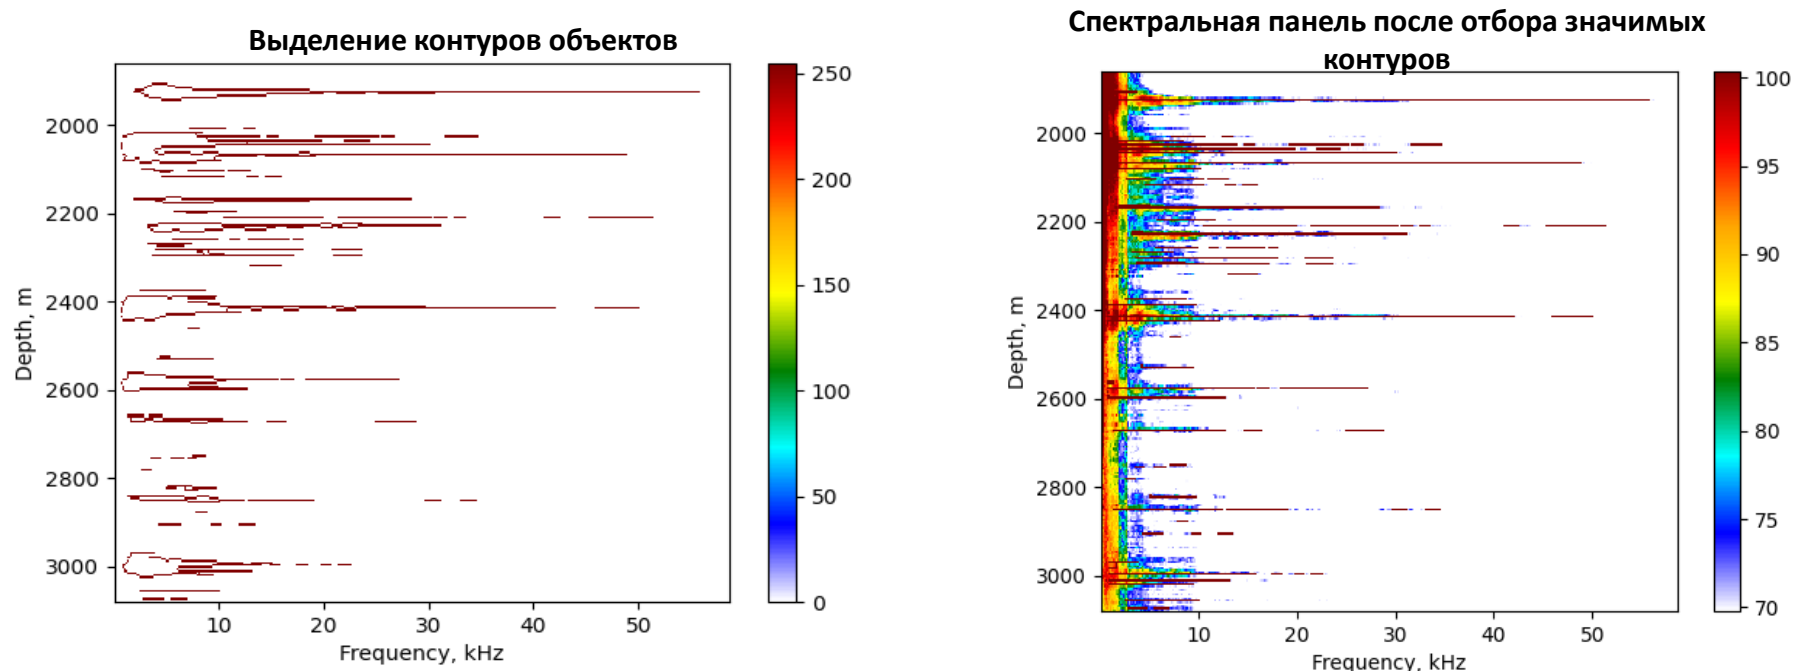 Выделение контуров объектов
250
200
150
100
50
0
2000
2200
2400
2600
2800
3000
Depth, m
10 20 30 40 50
Frequency, kHz
Спектральная панель после отбора значимых
контуров
100
95
90
85
80
75
70
2000
2200
2400
2600
2800
3000
Depth, m
10 20 30 40 50
Frequency, kHz